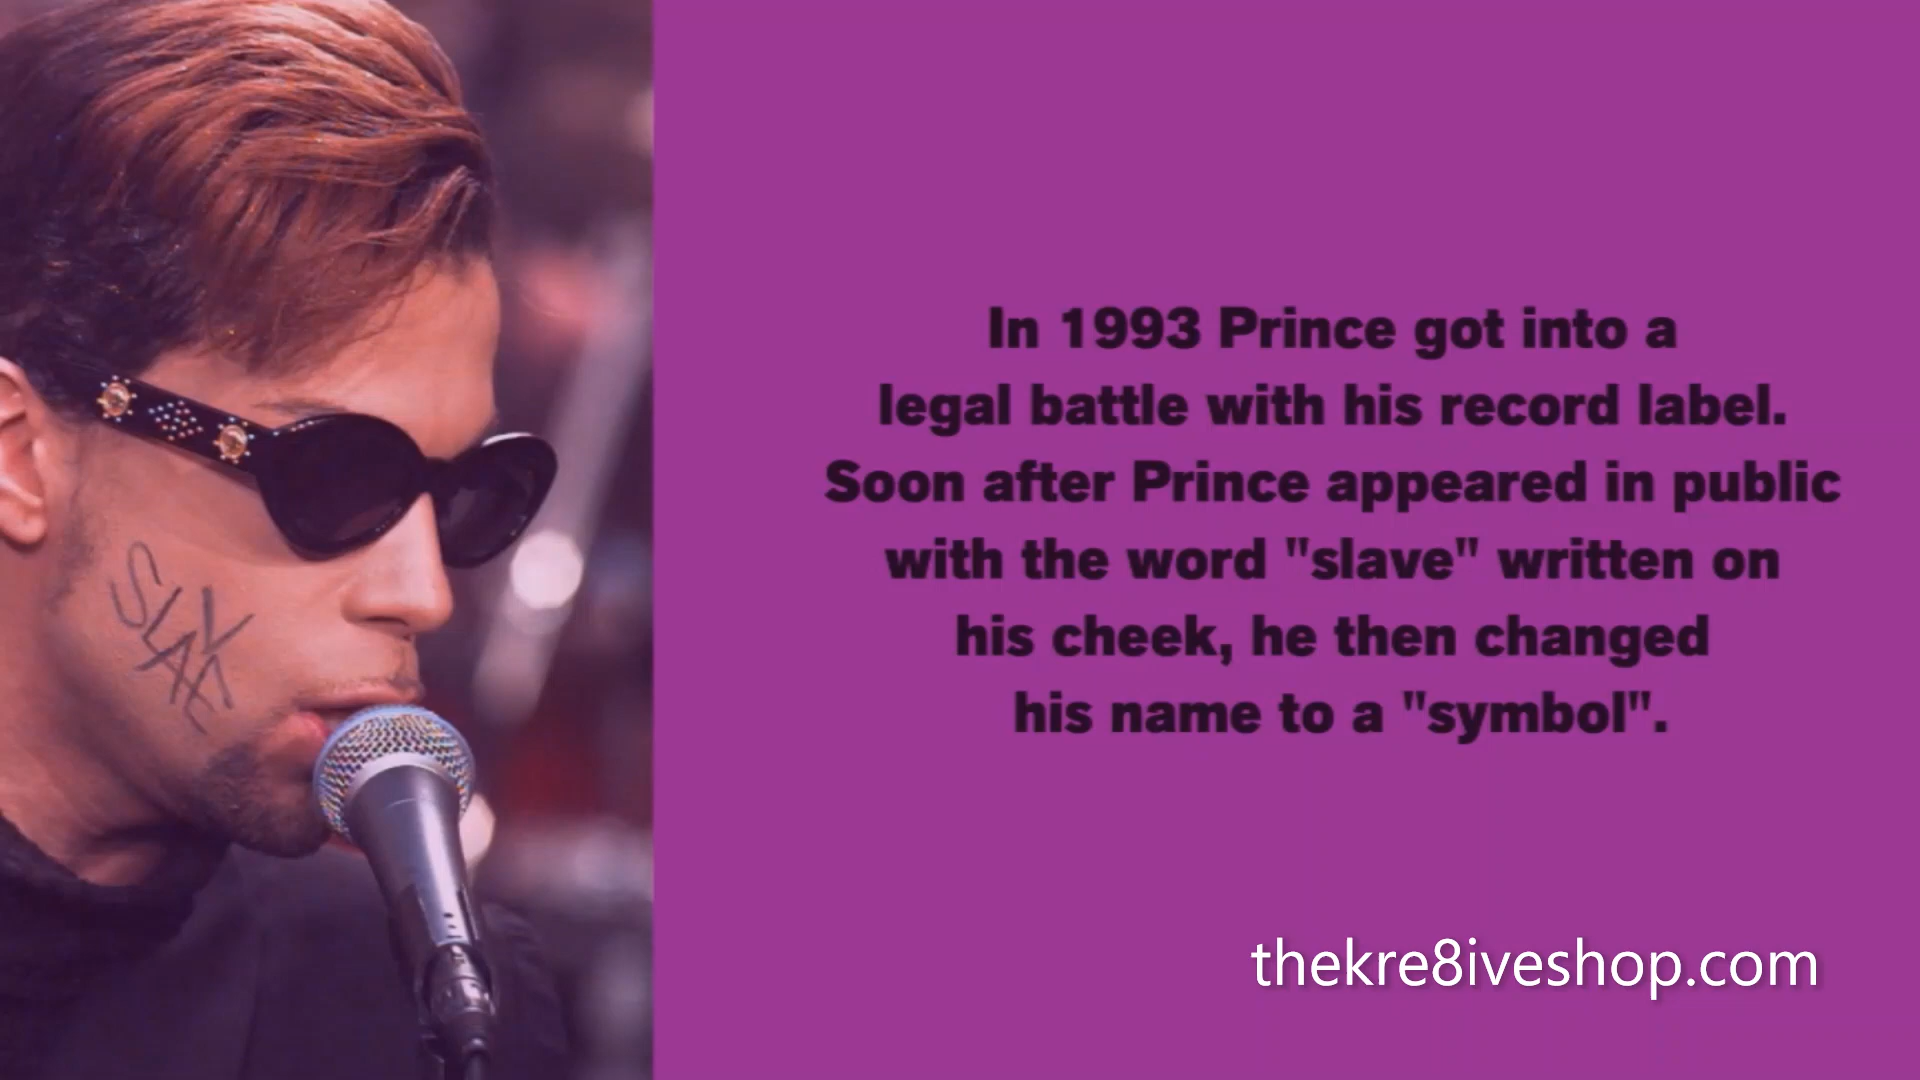 SLAVE
In 1993 Prince got into a
legal battle with his record label.
Soon after Prince appeared in public
with the word "slave" written on
his cheek, he then changed
his name to a "symbol".
thekre8iveshop.com